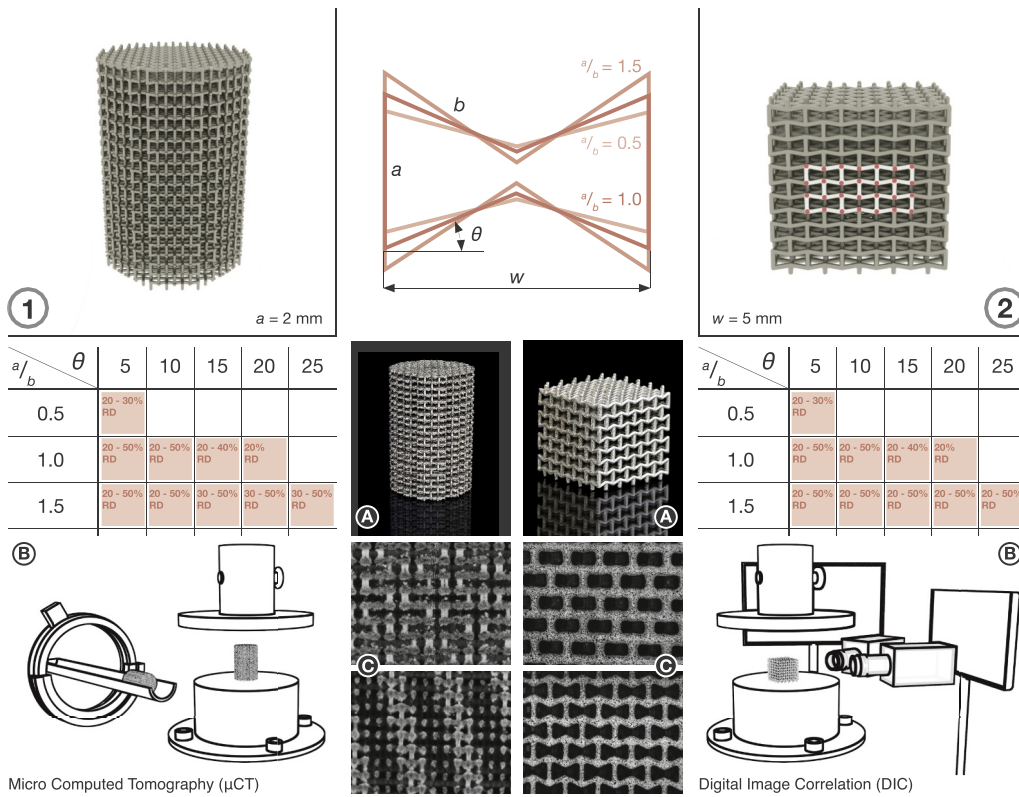 a/b = 1.5
b
a/b = 0.5
a
a/b = 1.0
θ
w
1
a = 2 mm
w = 5 mm
2
a/b θ 5 10 15 20 25
0.5 20 - 30% RD
1.0 20 - 50% RD 20 - 50% RD 20 - 40% RD 20% RD
1.5 20 - 50% RD 20 - 50% RD 30 - 50% RD 30 - 50% RD 30 - 50% RD
A
A
a/b θ 5 10 15 20 25
0.5 20 - 30% RD
1.0 20 - 50% RD 20 - 50% RD 20 - 40% RD 20% RD
1.5 20 - 50% RD 20 - 50% RD 20 - 50% RD 20 - 50% RD 20 - 50% RD
B
B
C
C
Micro Computed Tomography (µCT)
Digital Image Correlation (DIC)